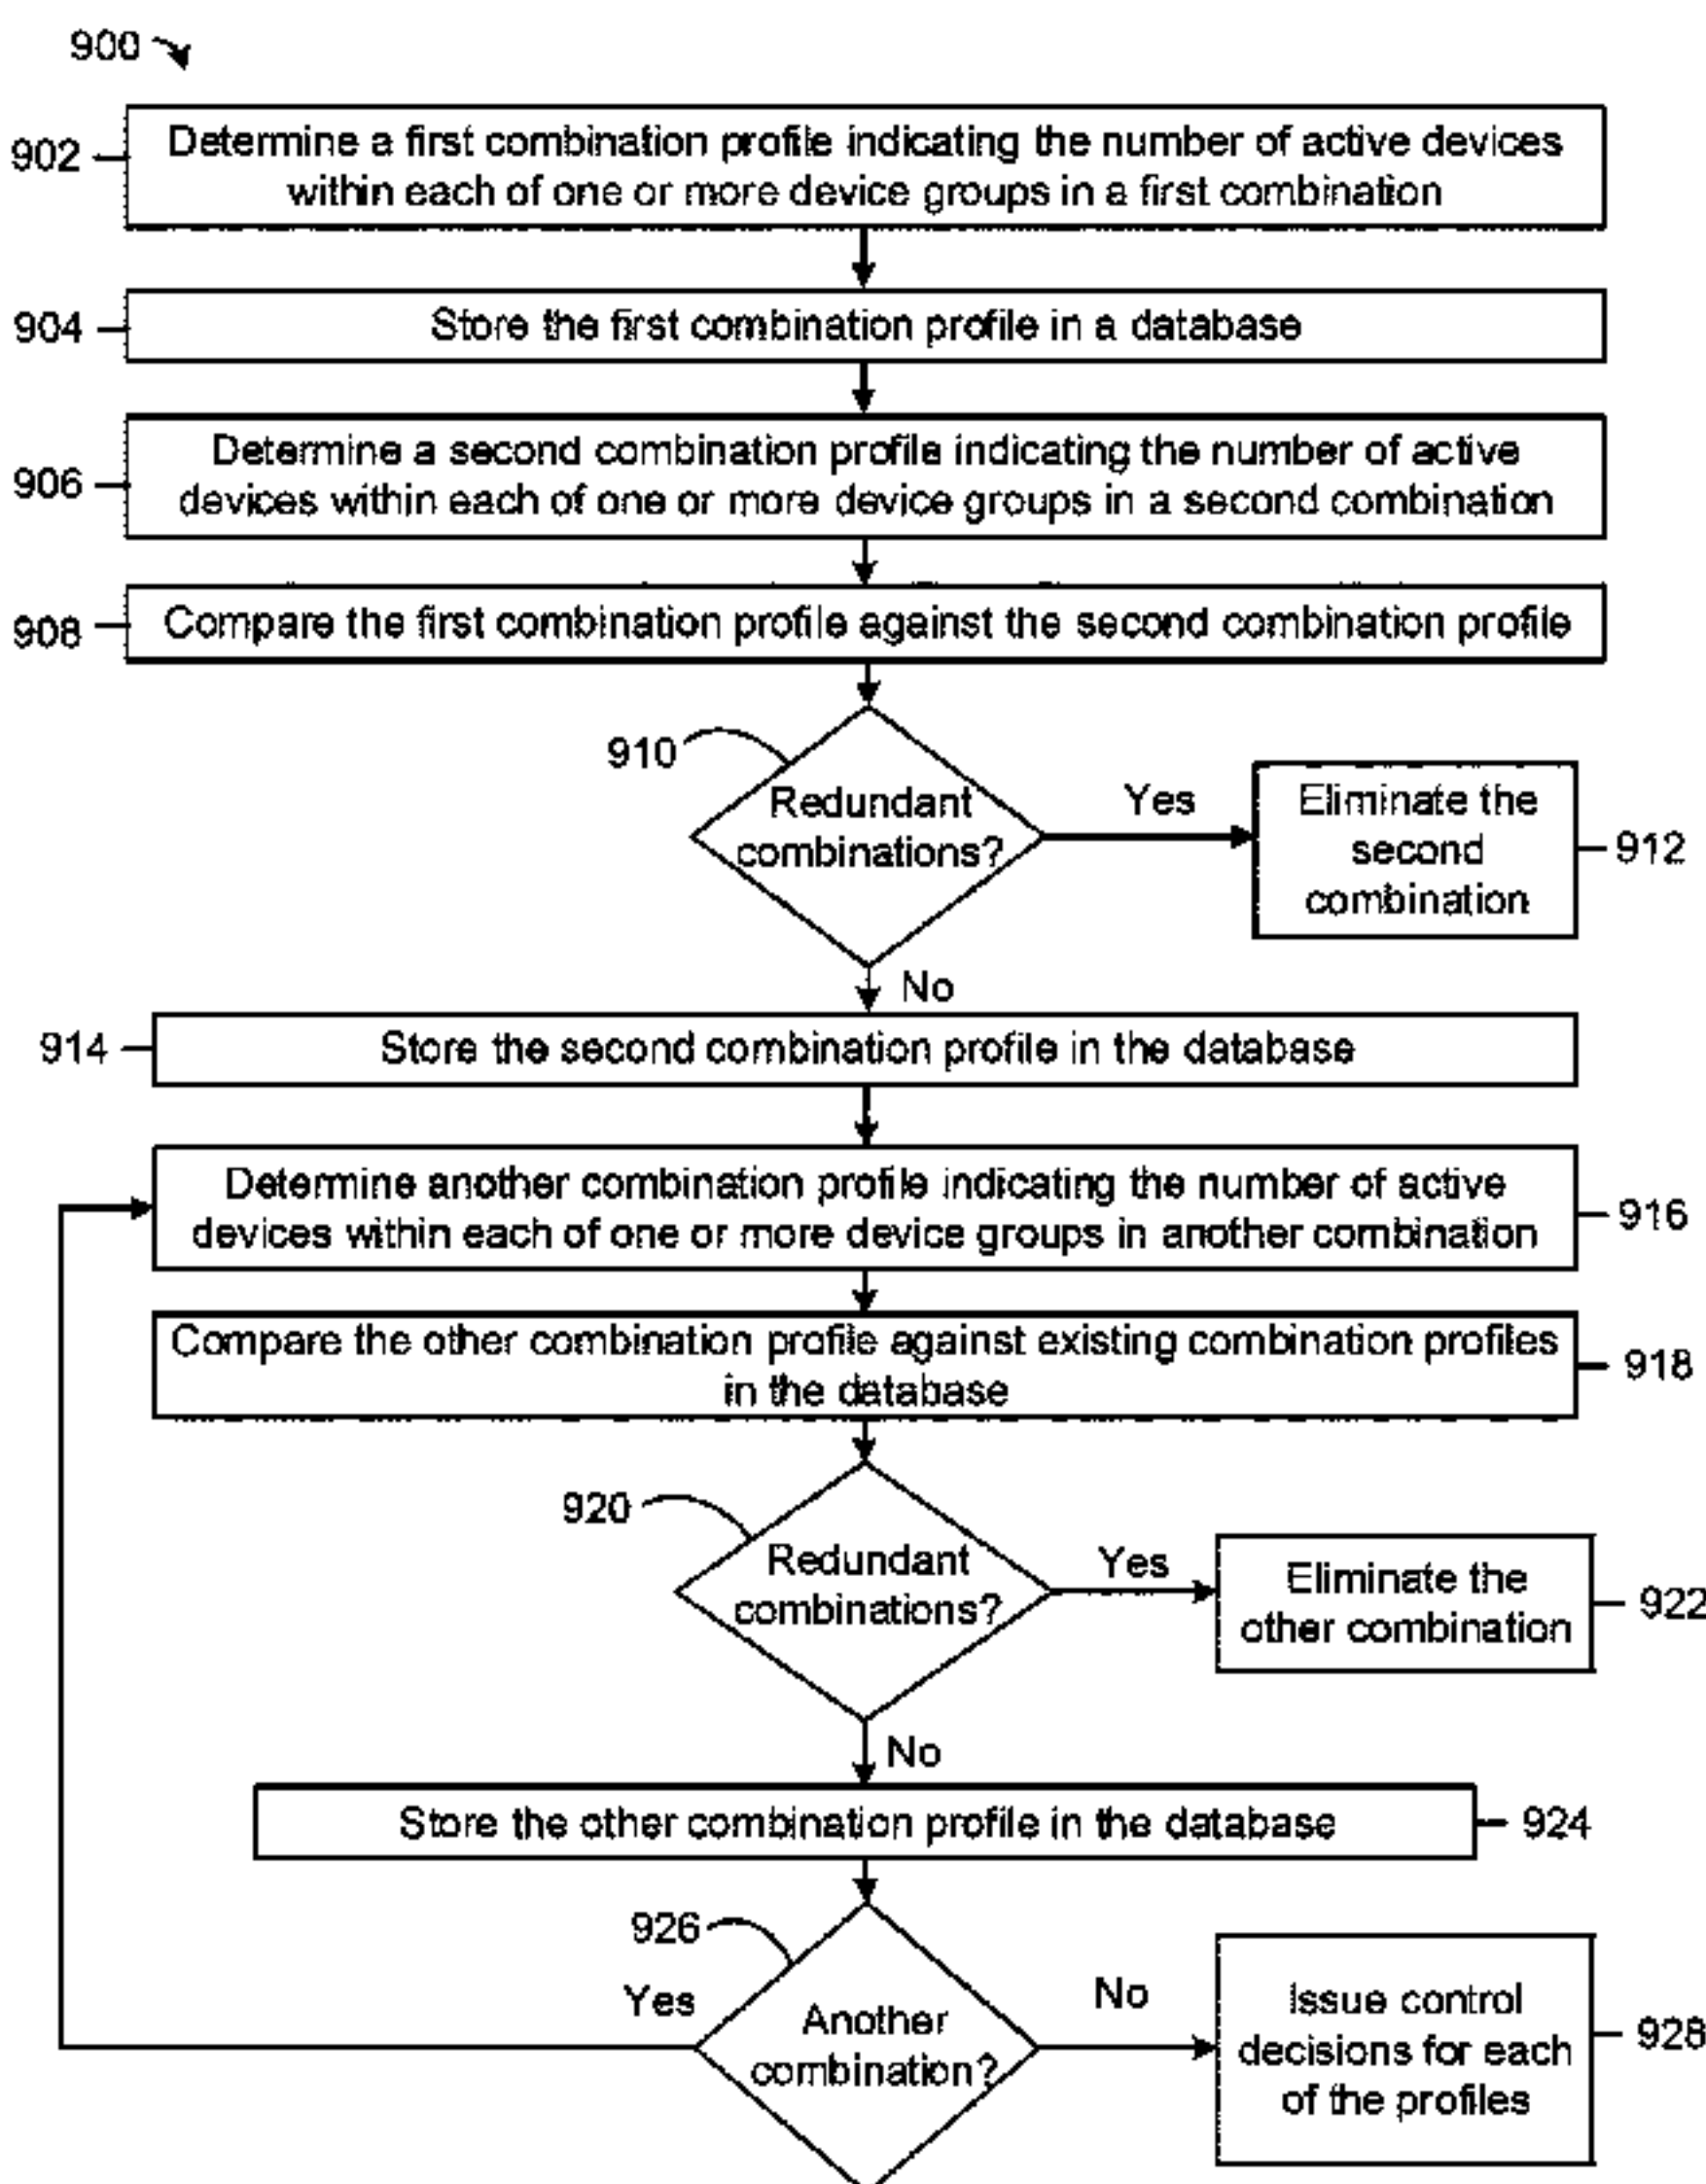 900
902
Determine a first combination profile indicating the number of active devices
within each of one or more device groups in a first combination
904
Store the first combination profile in a database
906
Determine a second combination profile indicating the number of active
devices within each of one or more device groups in a second combination
908
Compare the first combination profile against the second combination profile
910
Redundant
combinations?
Yes
Eliminate the
second
combination
912
No
914
Store the second combination profile in the database
Determine another combination profile indicating the number of active
devices within each of one or more device groups in another combination
916
Compare the other combination profile against existing combination profiles
in the database
918
920
Redundant
combinations?
Yes
Eliminate the
other combination
922
No
Store the other combination profile in the database
924
926
Yes
Another
combination?
No
Issue control
decisions for each
of the profiles
928